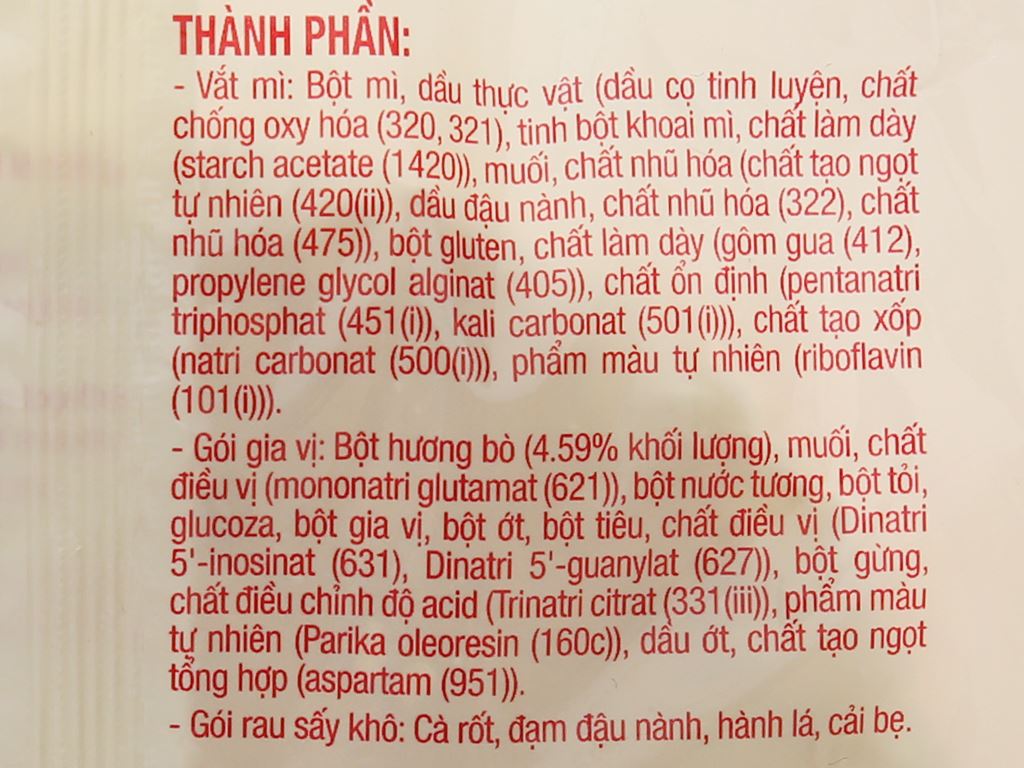 THÀNH PHẦN:
- Vắt mì: Bột mì, dầu thực vật (dầu cọ tinh luyện, chất
chống oxy hóa (320, 321), tinh bột khoai mì, chất làm dày
(starch acetate (1420)), muối, chất nhũ hóa (chất tạo ngọt
tự nhiên (420(ii)), dầu đậu nành, chất nhũ hóa (322), chất
nhũ hóa (475)), bột gluten, chất làm dày (gôm gua (412),
propylene glycol alginat (405)), chất ổn định (pentanatri
triphosphat (451(i)), kali carbonat (501(i))), chất tạo xốp
(natri carbonat (500(i))), phẩm màu tự nhiên (riboflavin
(101(i))).
- Gói gia vị: Bột hương bò (4.59% khối lượng), muối, chất
điều vị (mononatri glutamat (621)), bột nước tương, bột tỏi,
glucoza, bột gia vị, bột ớt, bột tiêu, chất điều vị (Dinatri
5'-inosinat (631), Dinatri 5'-guanylat (627)), bột gừng,
chất điều chỉnh độ acid (Trinatri citrat (331(iii)), phẩm màu
tự nhiên (Parika oleoresin (160c)), dầu ớt, chất tạo ngọt
tổng hợp (aspartam (951)).
- Gói rau sấy khô: Cà rốt, đạm đậu nành, hành lá, cải bẹ.